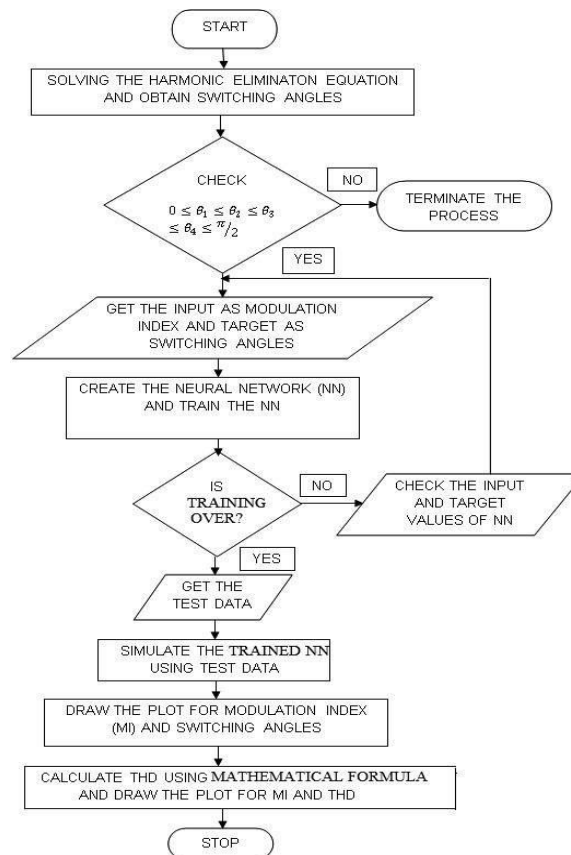 START
SOLVING THE HARMONIC ELIMINATON EQUATION
AND OBTAIN SWITCHING ANGLES
CHECK
0 ≤ θ₁ ≤ θ₂ ≤ θ₃
≤ θ₄ ≤ π/2
NO
TERMINATE THE
PROCESS
YES
GET THE INPUT AS MODULATION
INDEX AND TARGET AS
SWITCHING ANGLES
CREATE THE NEURAL NETWORK (NN)
AND TRAIN THE NN
IS
TRAINING
OVER?
NO
CHECK THE INPUT
AND TARGET
VALUES OF NN
YES
GET THE
TEST DATA
SIMULATE THE TRAINED NN
USING TEST DATA
DRAW THE PLOT FOR MODULATION INDEX
(MI) AND SWITCHING ANGLES
CALCULATE THD USING MATHEMATICAL FORMULA
AND DRAW THE PLOT FOR MI AND THD
STOP